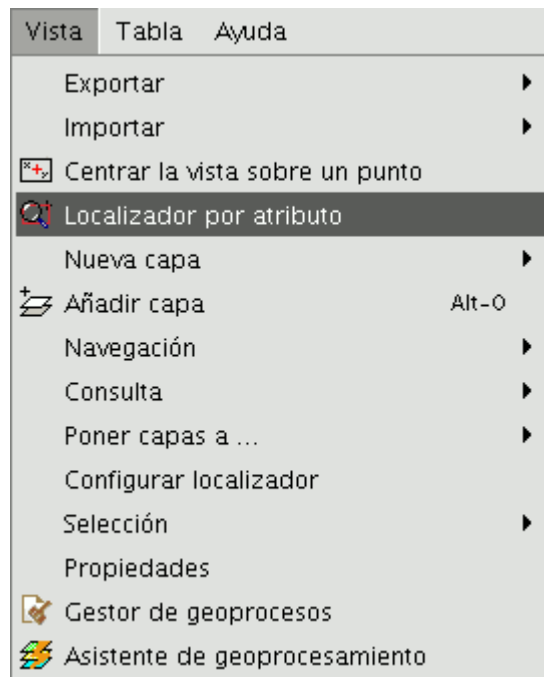 Vista Tabla Ayuda
Exportar
Importar
Centrar la vista sobre un punto
Localizador por atributo
Nueva capa
Añadir capa Alt-O
Navegación
Consulta
Poner capas a ...
Configurar localizador
Selección
Propiedades
Gestor de geoprocesos
Asistente de geoprocesamiento